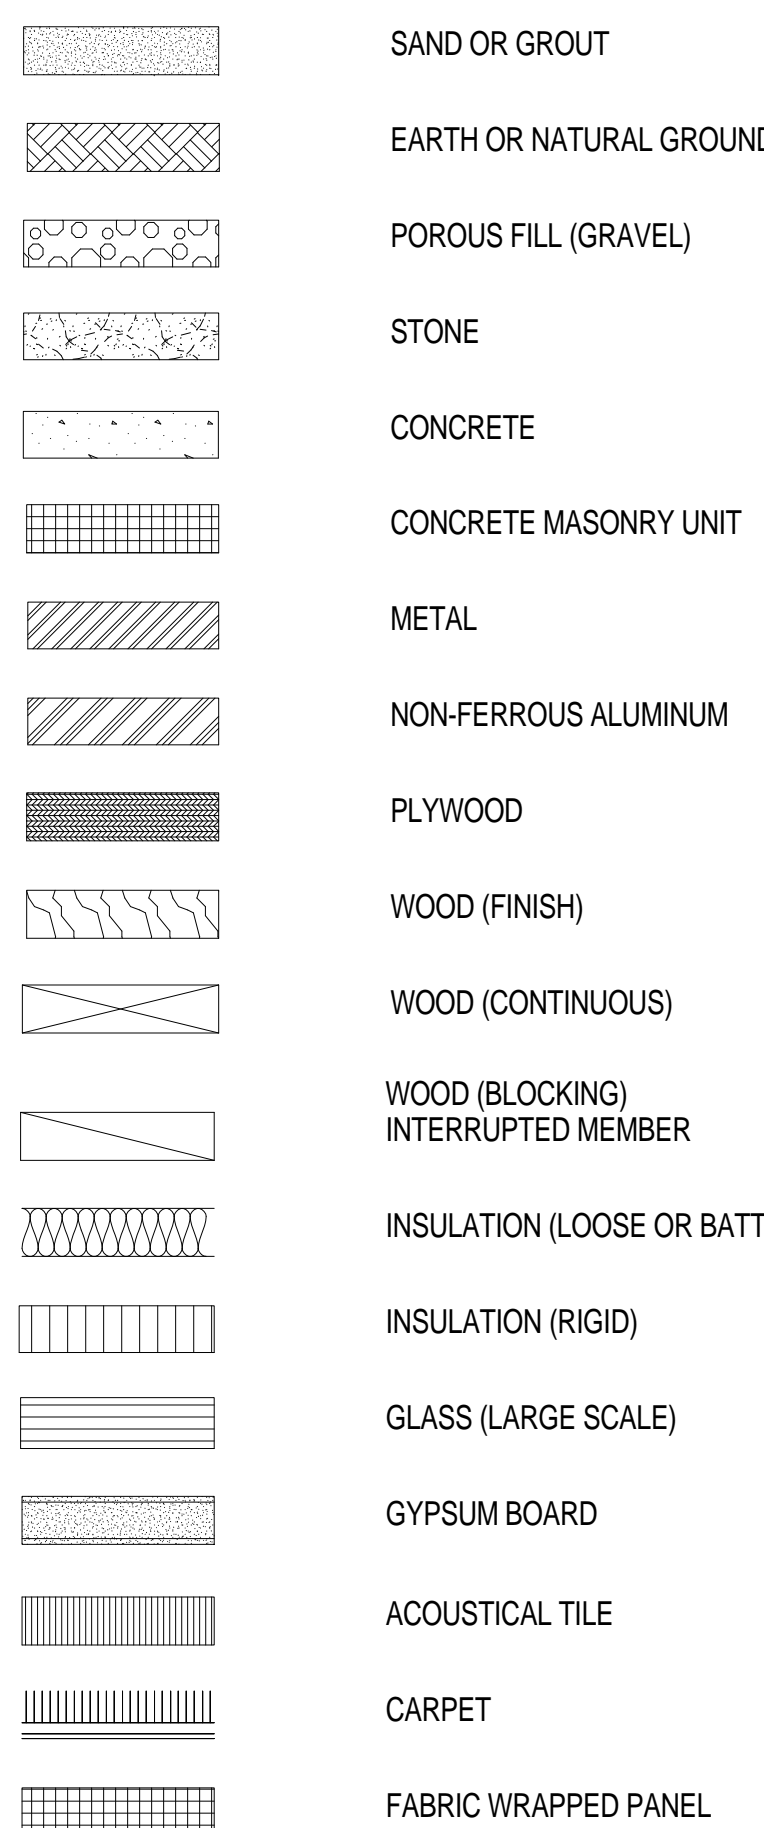 SAND OR GROUT
EARTH OR NATURAL GROUND
POROUS FILL (GRAVEL)
STONE
CONCRETE
CONCRETE MASONRY UNIT
METAL
NON-FERROUS ALUMINUM
PLYWOOD
WOOD (FINISH)
WOOD (CONTINUOUS)
WOOD (BLOCKING)
INTERRUPTED MEMBER
INSULATION (LOOSE OR BATT
INSULATION (RIGID)
GLASS (LARGE SCALE)
GYPSUM BOARD
ACOUSTICAL TILE
CARPET
FABRIC WRAPPED PANEL